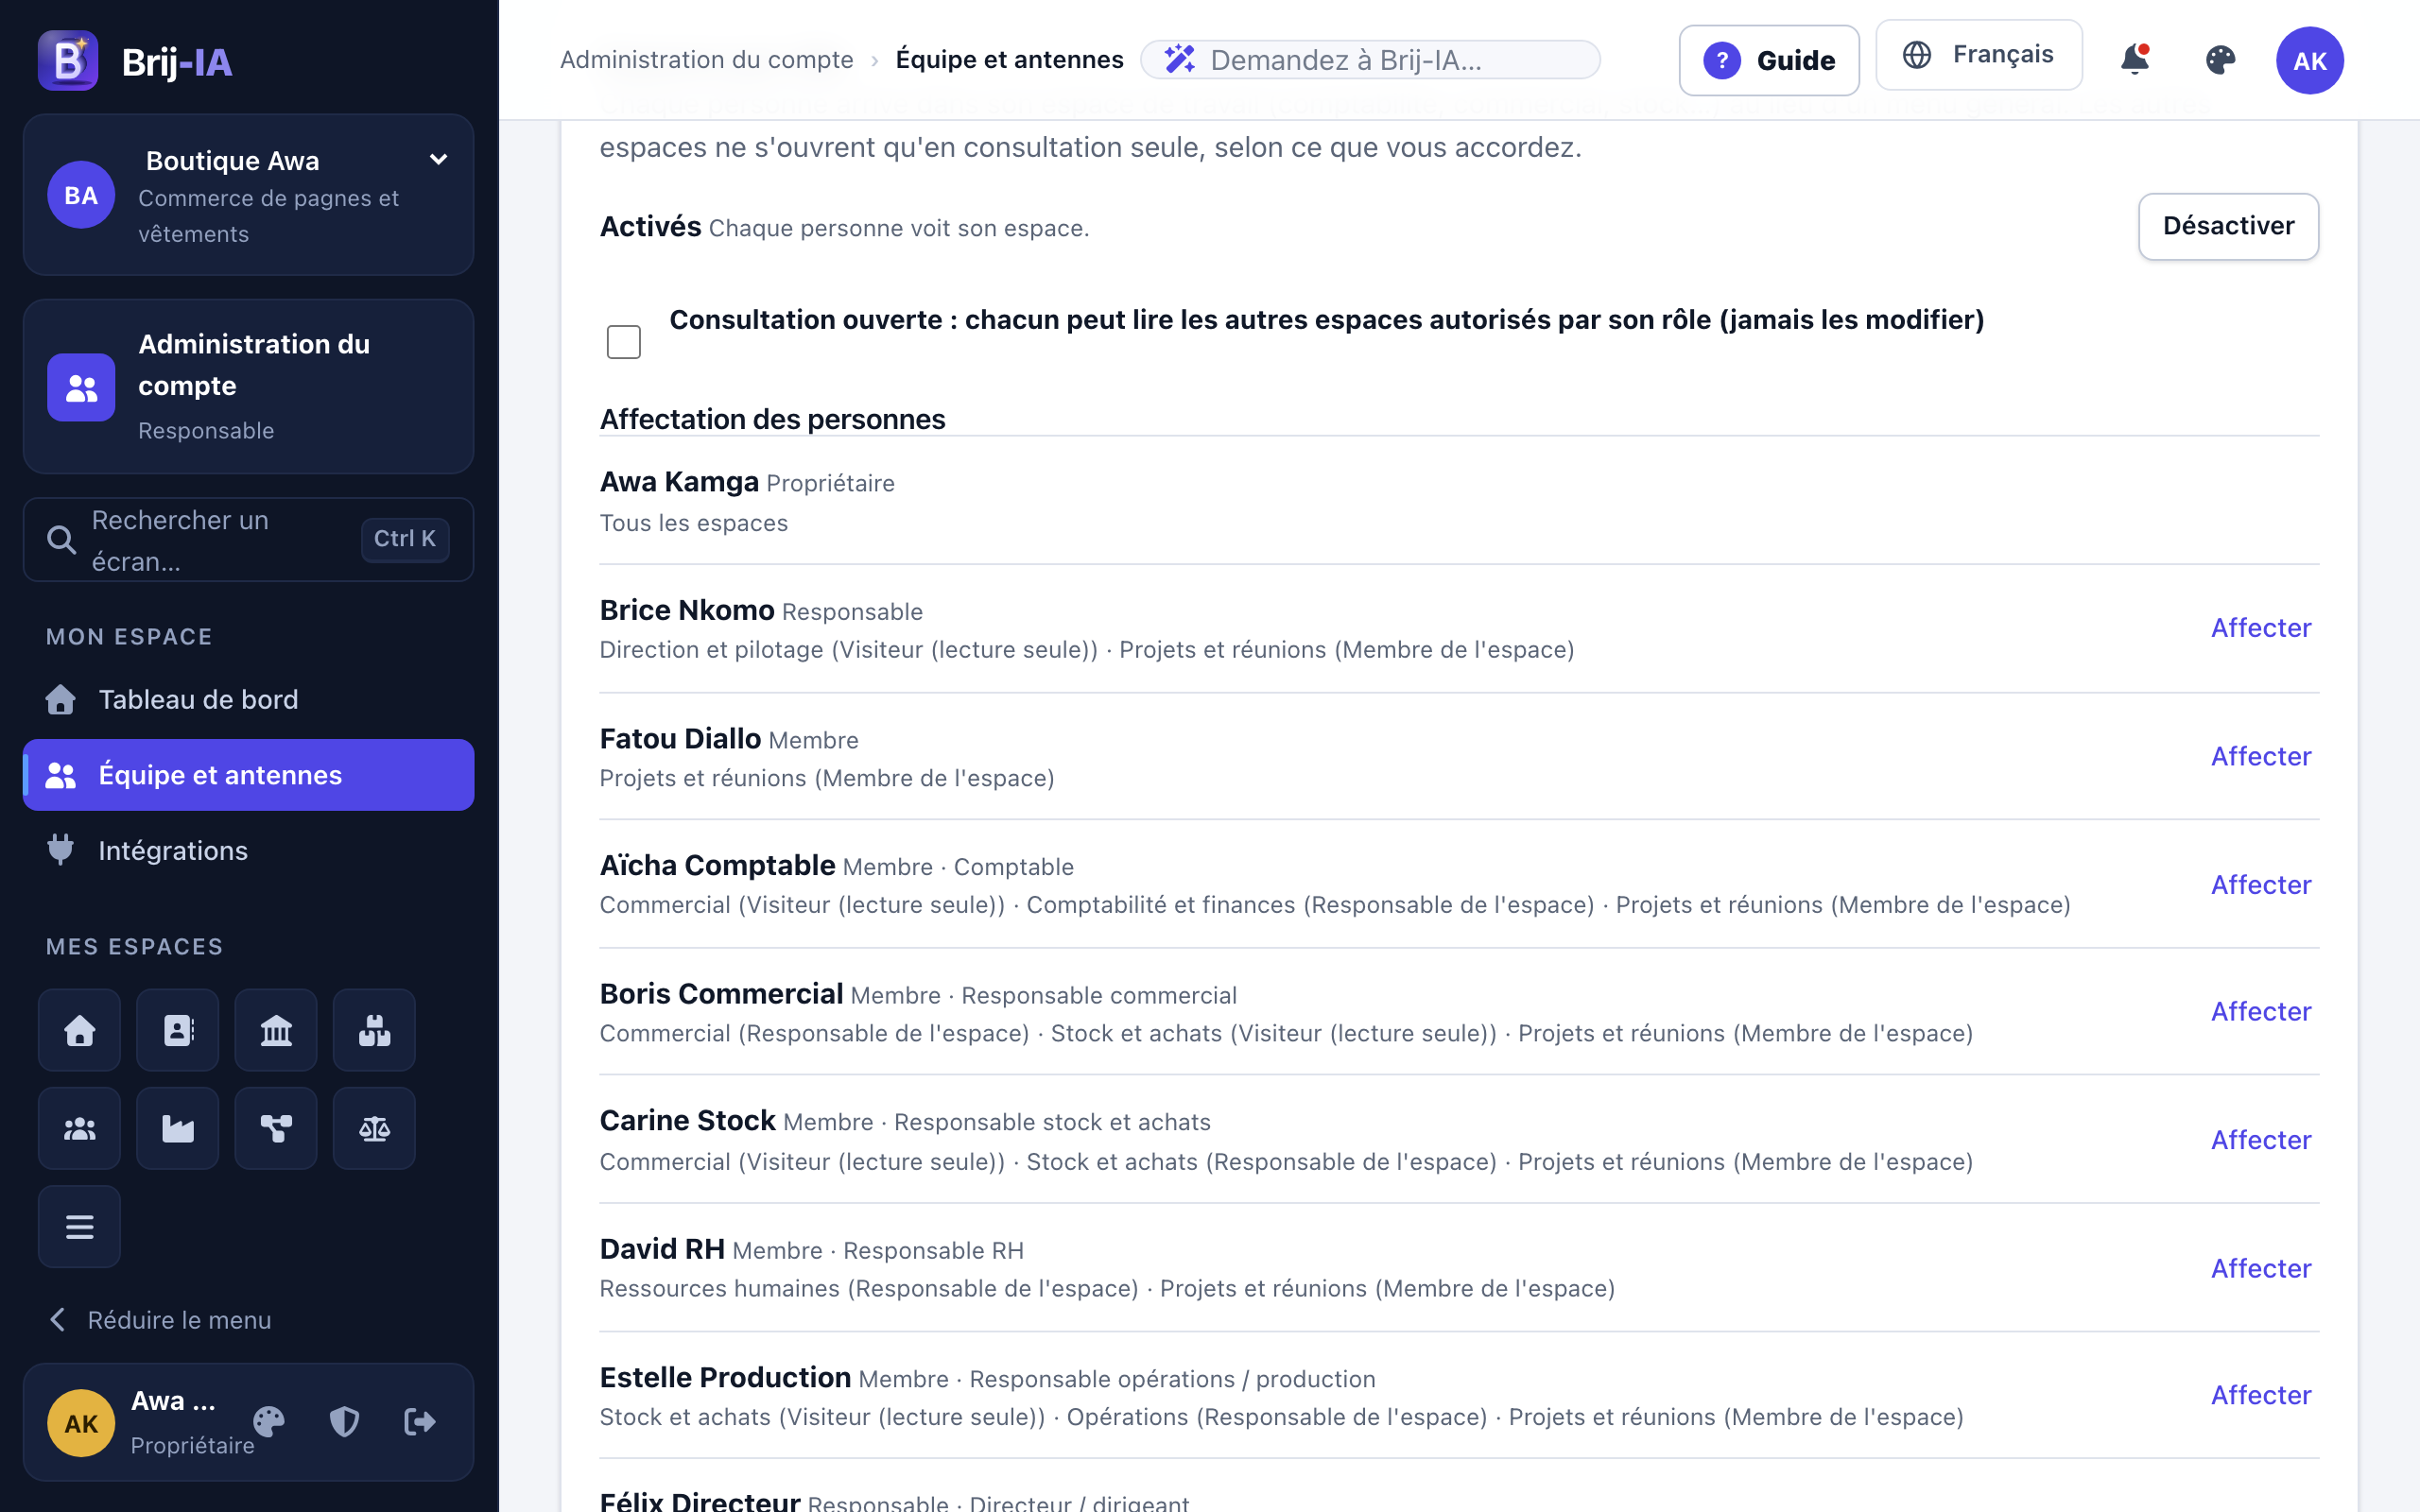 Brij-IA
BA
Boutique Awa
Commerce de pagnes et
vêtements
Administration du
compte
Responsable
Rechercher un
écran...
Ctrl K
MON ESPACE
Tableau de bord
Équipe et antennes
Intégrations
MES ESPACES
Réduire le menu
AK
Awa ...
Propriétaire
Administration du compte › Équipe et antennes
Demandez à Brij-IA...
? Guide
Français
AK
espaces ne s'ouvrent qu'en consultation seule, selon ce que vous accordez.
Activés Chaque personne voit son espace.
Désactiver
Consultation ouverte : chacun peut lire les autres espaces autorisés par son rôle (jamais les modifier)
Affectation des personnes
Awa Kamga Propriétaire
Tous les espaces
Brice Nkomo Responsable
Direction et pilotage (Visiteur (lecture seule)) · Projets et réunions (Membre de l'espace)
Affecter
Fatou Diallo Membre
Projets et réunions (Membre de l'espace)
Affecter
Aïcha Comptable Membre · Comptable
Commercial (Visiteur (lecture seule)) · Comptabilité et finances (Responsable de l'espace) · Projets et réunions (Membre de l'espace)
Affecter
Boris Commercial Membre · Responsable commercial
Commercial (Responsable de l'espace) · Stock et achats (Visiteur (lecture seule)) · Projets et réunions (Membre de l'espace)
Affecter
Carine Stock Membre · Responsable stock et achats
Commercial (Visiteur (lecture seule)) · Stock et achats (Responsable de l'espace) · Projets et réunions (Membre de l'espace)
Affecter
David RH Membre · Responsable RH
Ressources humaines (Responsable de l'espace) · Projets et réunions (Membre de l'espace)
Affecter
Estelle Production Membre · Responsable opérations / production
Stock et achats (Visiteur (lecture seule)) · Opérations (Responsable de l'espace) · Projets et réunions (Membre de l'espace)
Affecter
Félix Directeur Responsable · Directeur / dirigeant